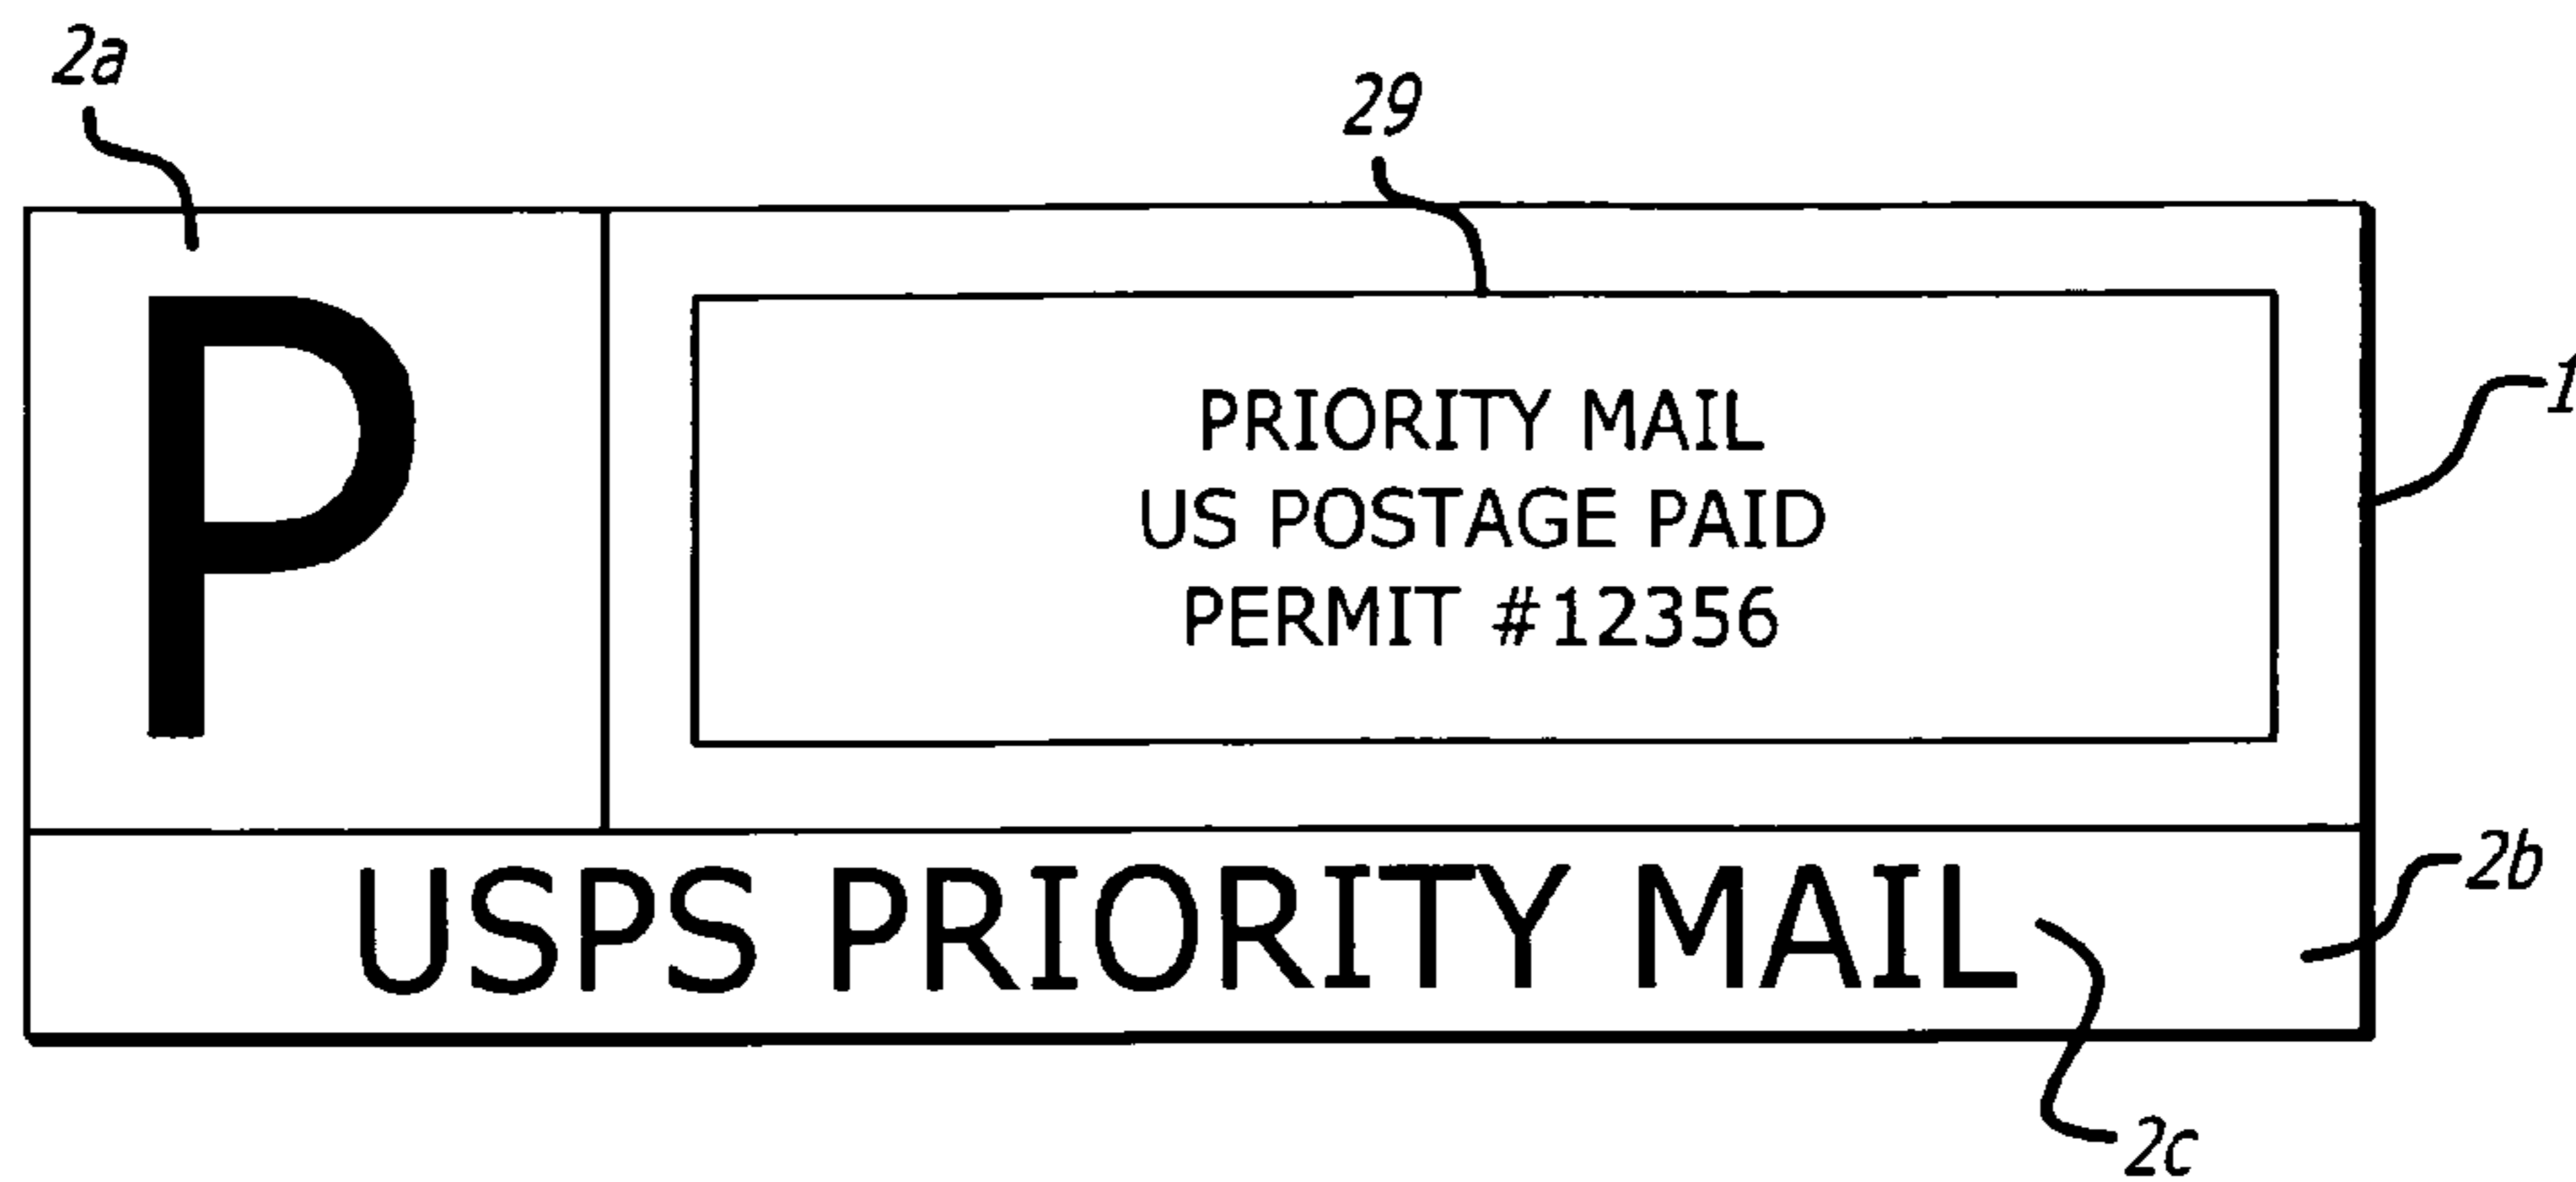 2a
29
P
PRIORITY MAIL
US POSTAGE PAID
PERMIT #12356
1
USPS PRIORITY MAIL
2b
2c